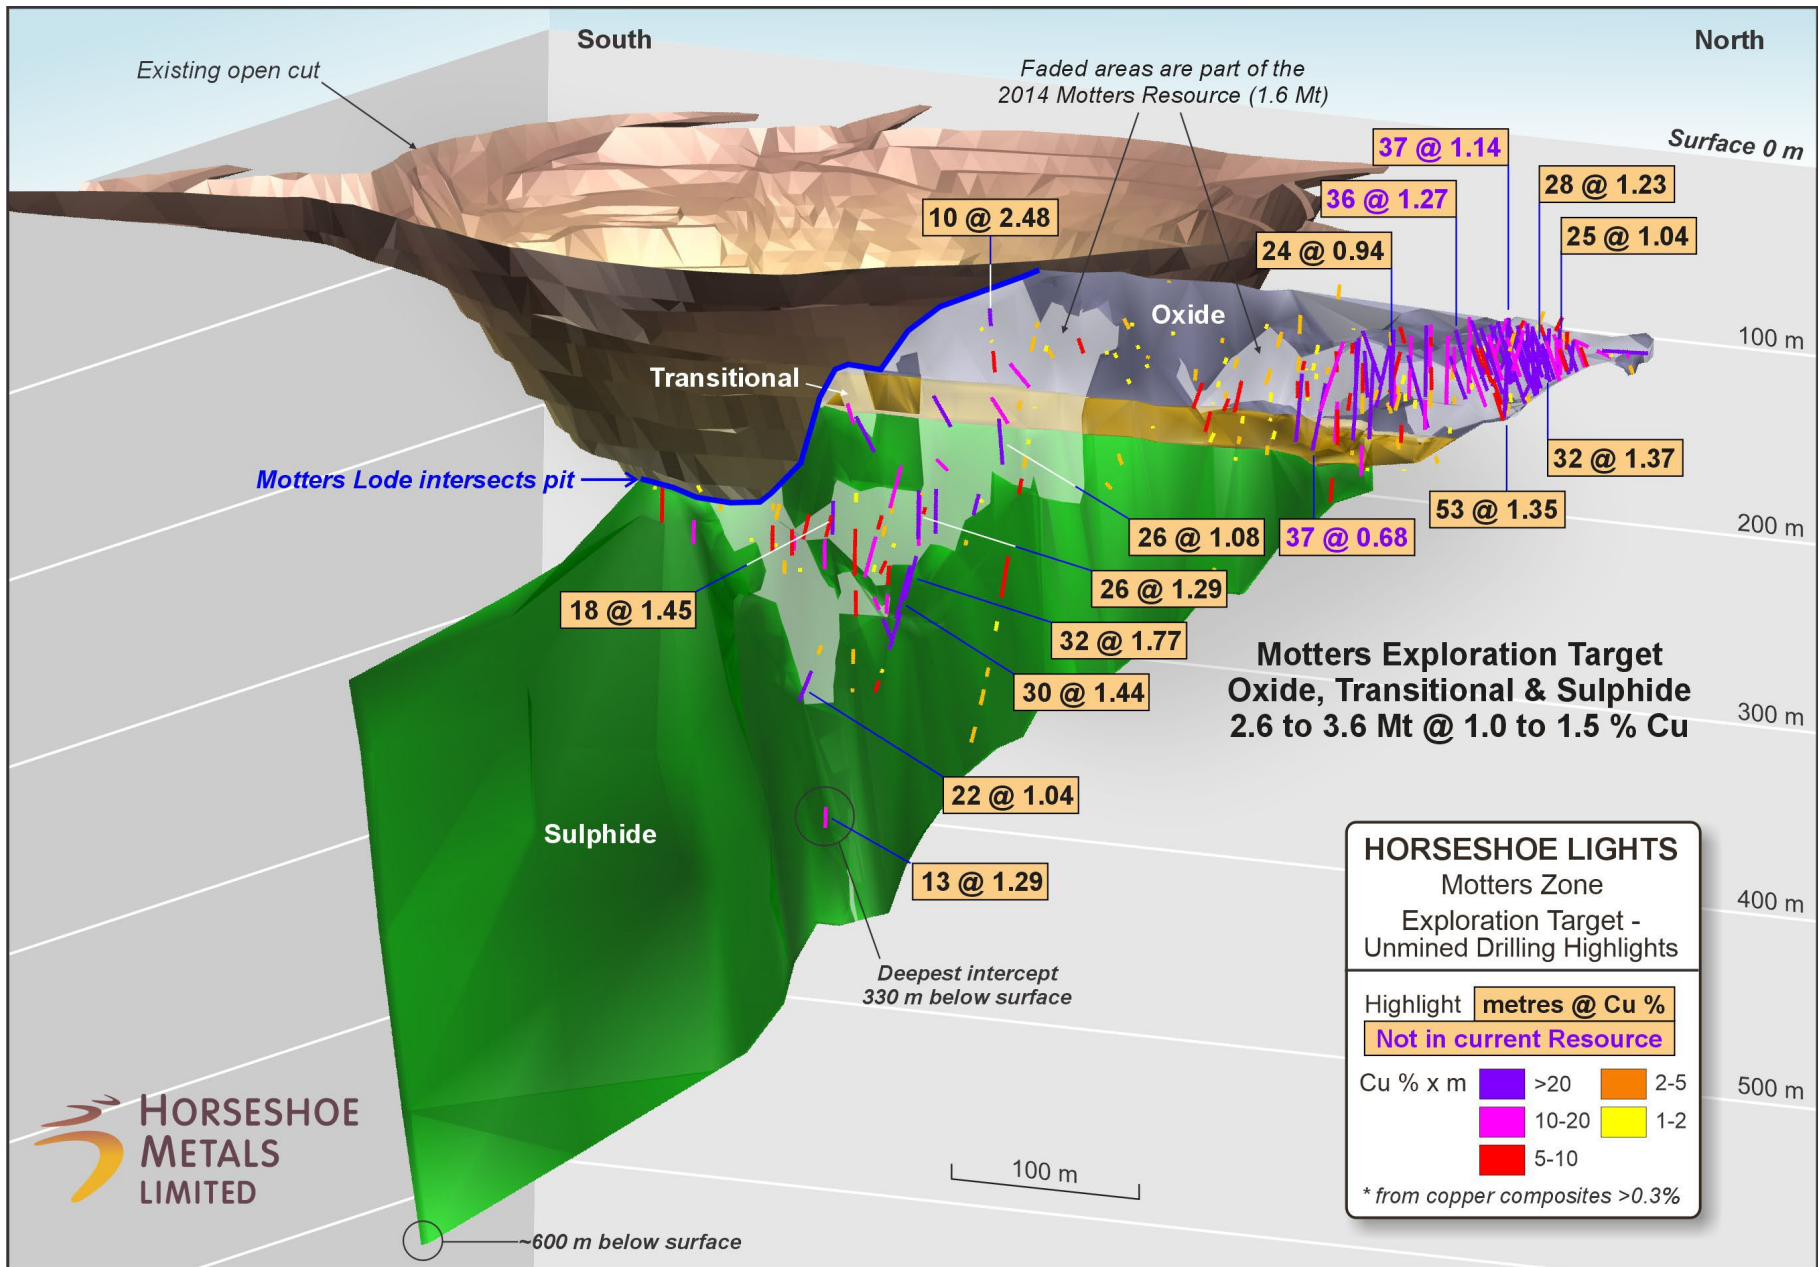 South
North
Existing open cut
Faded areas are part of the
2014 Motters Resource (1.6 Mt)
Surface 0 m
37 @ 1.14
28 @ 1.23
36 @ 1.27
10 @ 2.48
25 @ 1.04
24 @ 0.94
Oxide
100 m
Transitional
Motters Lode intersects pit
32 @ 1.37
53 @ 1.35
200 m
26 @ 1.08
37 @ 0.68
26 @ 1.29
18 @ 1.45
32 @ 1.77
30 @ 1.44
Motters Exploration Target
Oxide, Transitional & Sulphide
2.6 to 3.6 Mt @ 1.0 to 1.5 % Cu
300 m
22 @ 1.04
Sulphide
13 @ 1.29
400 m
Deepest intercept
330 m below surface
500 m
HORSESHOE LIGHTS
Motters Zone
Exploration Target -
Unmined Drilling Highlights
Highlight metres @ Cu %
Not in current Resource
Cu % x m
>20
2-5
10-20
1-2
5-10
* from copper composites >0.3%
100 m
HORSESHOE
METALS
LIMITED
~600 m below surface